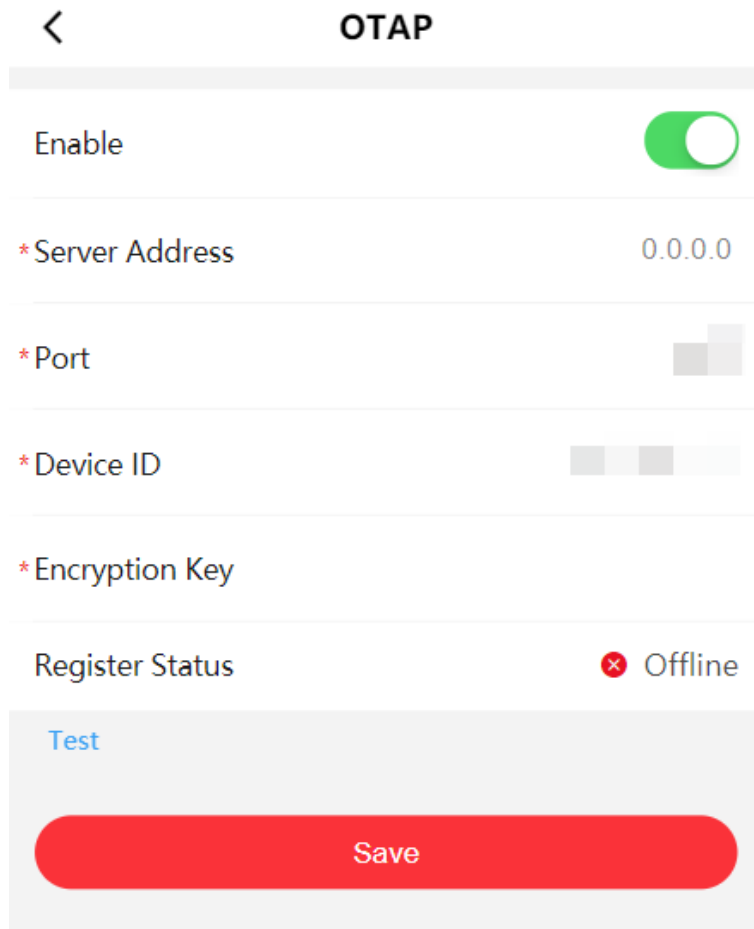 OTAP
Enable
*Server Address 0.0.0.0
*Port
*Device ID
*Encryption Key
Register Status Offline
Test
Save